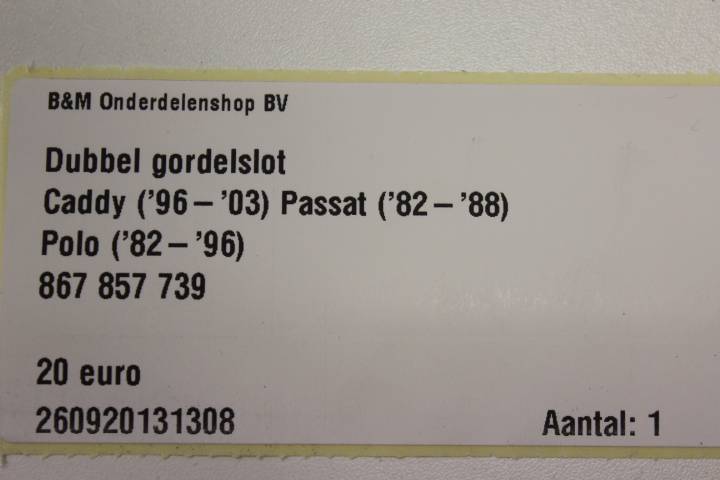 B&M Onderdelenshop BV
Dubbel gordelslot
Caddy ('96 – '03) Passat ('82 – '88)
Polo ('82 – '96)
867 857 739
20 euro
260920131308 Aantal: 1